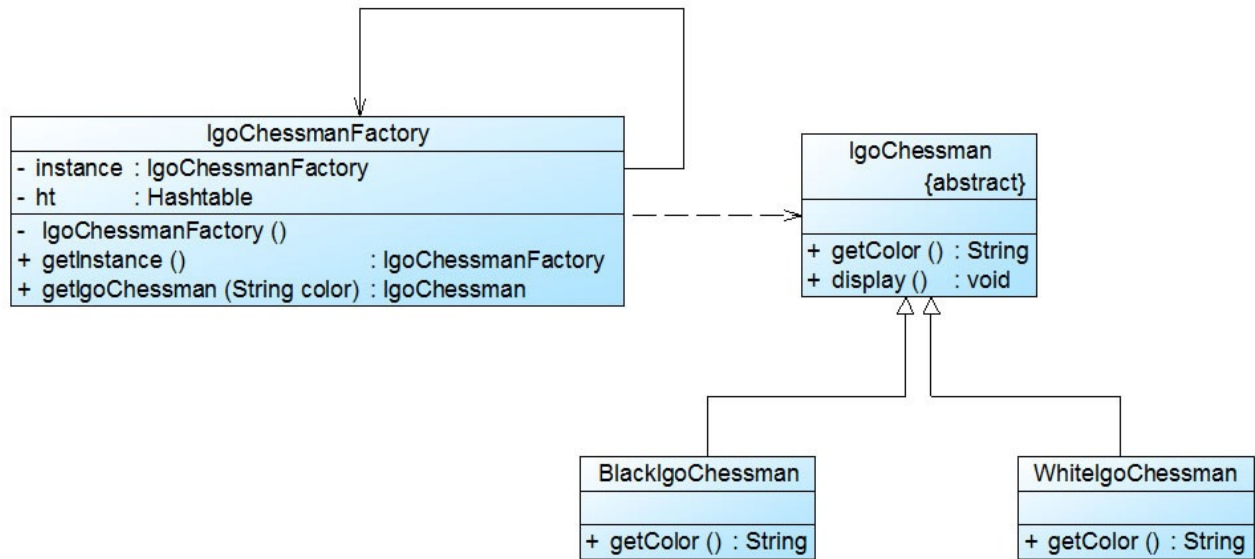 IgoChessmanFactory
- instance : IgoChessmanFactory
- ht : Hashtable
- IgoChessmanFactory ()
+ getInstance () : IgoChessmanFactory
+ getIgoChessman (String color) : IgoChessman
IgoChessman
{abstract}
+ getColor () : String
+ display () : void
BlackIgoChessman
+ getColor () : String
WhiteIgoChessman
+ getColor () : String